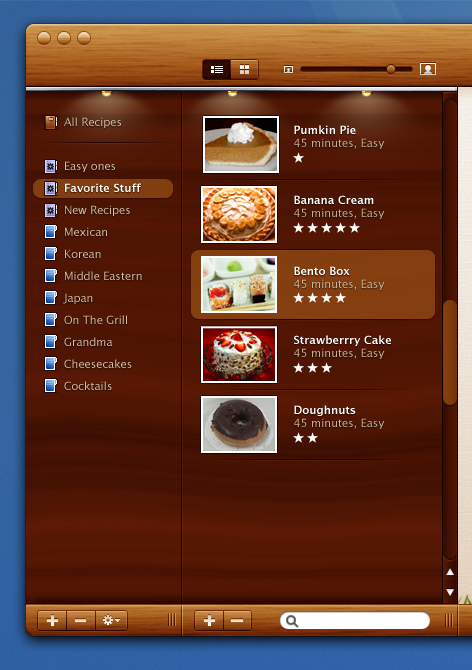 All Recipes
Easy ones
Favorite Stuff
New Recipes
Mexican
Korean
Middle Eastern
Japan
On The Grill
Grandma
Cheesecakes
Cocktails
Pumkin Pie
45 minutes, Easy
Banana Cream
45 minutes, Easy
Bento Box
45 minutes, Easy
Strawberrry Cake
45 minutes, Easy
Doughnuts
45 minutes, Easy